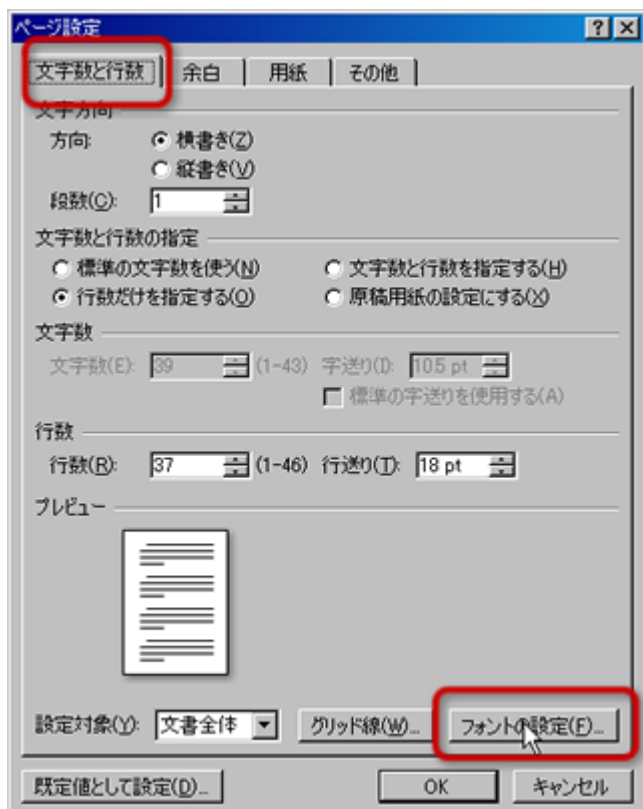 ページ設定
文字数と行数 余白 用紙 その他
文字方向
方向: 横書き(Z)
縦書き(V)
段数(C): 1
文字数と行数の指定
標準の文字数を使う(N) 文字数と行数を指定する(H)
行数だけを指定する(O) 原稿用紙の設定にする(X)
文字数
文字数(E): 39 (1-43) 字送り(I): 10.5 pt
標準の字送りを使用する(A)
行数
行数(R): 37 (1-46) 行送り(T): 18 pt
プレビュー
設定対象(Y): 文書全体 グリッド線(W)... フォントの設定(F)...
既定値として設定(D)... OK キャンセル